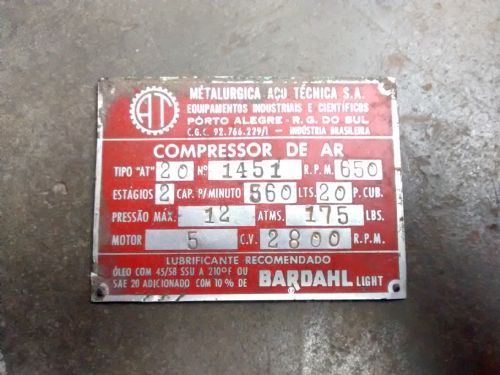 AT
METALURGICA AÇO TÉCNICA S.A.
EQUIPAMENTOS INDUSTRIAIS E CIENTÍFICOS
PÔRTO ALEGRE - R.G. DO SUL
C.G.C. 92.766.229/1 - INDÚSTRIA BRASILEIRA
COMPRESSOR DE AR
TIPO "AT" 20 Nº 1451 R.P.M. 650
ESTÁGIOS 2 CAP. P/MINUTO 560 LTS. 20 P. CUB.
PRESSÃO MÁX. 12 ATMS. 175 LBS.
MOTOR 5 C.V. 2800 R.P.M.
LUBRIFICANTE RECOMENDADO
ÓLEO COM 45/58 SSU A 210ºF OU
SAE 20 ADICIONADO COM 10% DE BARDAHL LIGHT